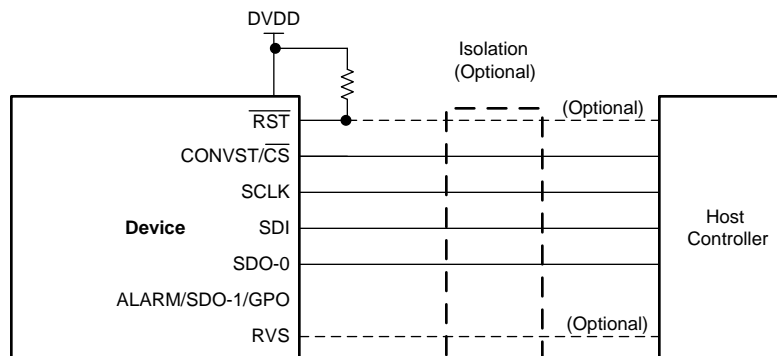 DVDD
Isolation
(Optional)
RST
(Optional)
CONVST/CS
SCLK
Device
SDI
Host
Controller
SDO-0
ALARM/SDO-1/GPO
RVS
(Optional)